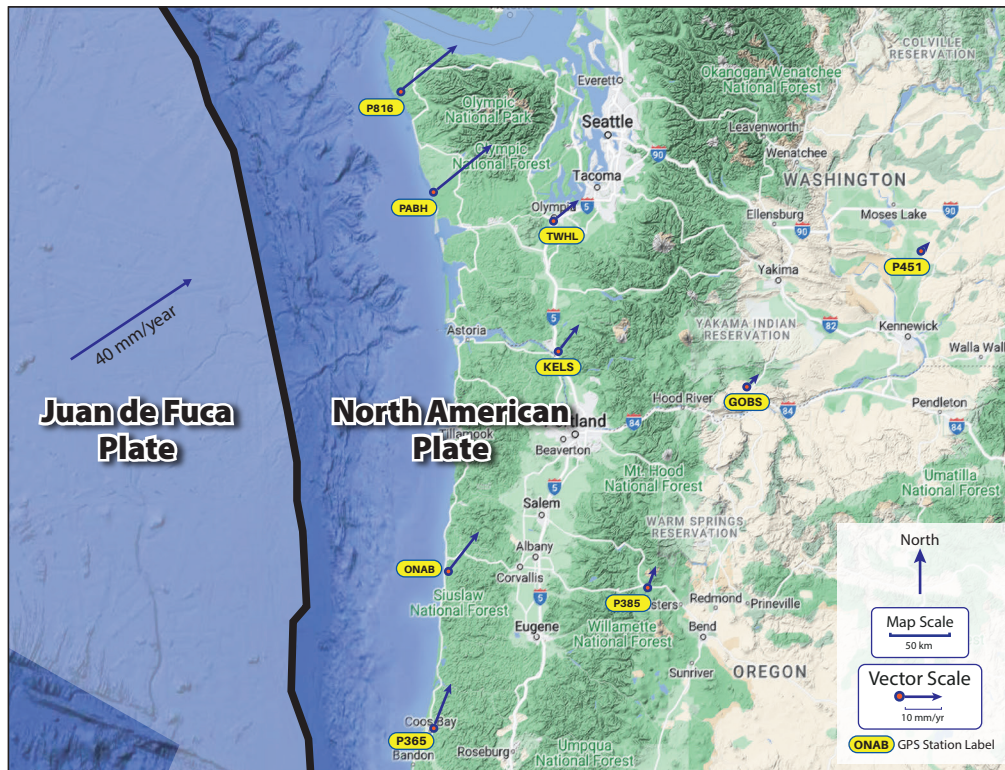 COLVILLE
RESERVATION
Okanogan-Wenatchee
National Forest
Everett
P816
Olympic
National Park
Seattle
Leavenworth
Olympic
National Forest
90
Wenatchee
Tacoma
WASHINGTON
PABH
Olympia
5
90
Moses Lake
Ellensburg
TWHL
90
P451
Yakima
40 mm/year
5
YAKAMA INDIAN
RESERVATION
82
Kennewick
Astoria
Walla Wall
KELS
GOBS
Hood River
84
Pendleton
Juan de Fuca
Plate
North American
Plate
Tillamook
rtland
84
Beaverton
Mt. Hood
National Forest
Umatilla
National Forest
5
Salem
WARM SPRINGS
RESERVATION
Albany
ONAB
Corvallis
Siuslaw
National Forest
5
P385
sters
Redmond
Prineville
Eugene
Willamette
National Forest
Bend
Sunriver
OREGON
Coos Bay
P365
Bandon
Roseburg
Umpqua
National Forest
North
Map Scale
50 km
Vector Scale
10 mm/yr
ONAB GPS Station Label